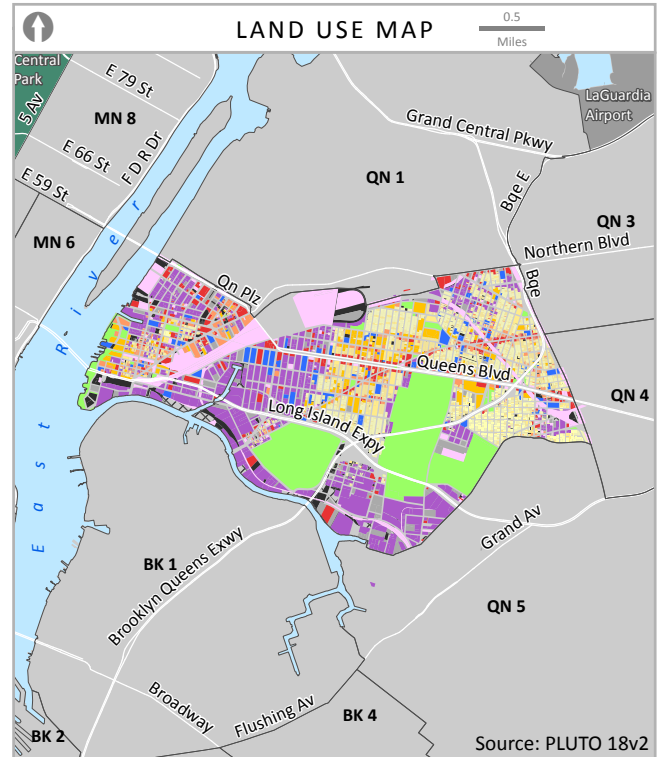 LAND USE MAP
0.5
Miles
Central
Park
5 Av
E 79 St
MN 8
E 66 St
F D R Dr
E 59 St
MN 6
LaGuardia
Airport
Grand Central Pkwy
QN 1
Bqe E
QN 3
Northern Blvd
Bqe
Qn Plz
Queens Blvd
QN 4
Long Island Expy
East River
Grand Av
BK 1
Brooklyn Queens Exwy
QN 5
Broadway
Flushing Av
BK 4
BK 2
Source: PLUTO 18v2